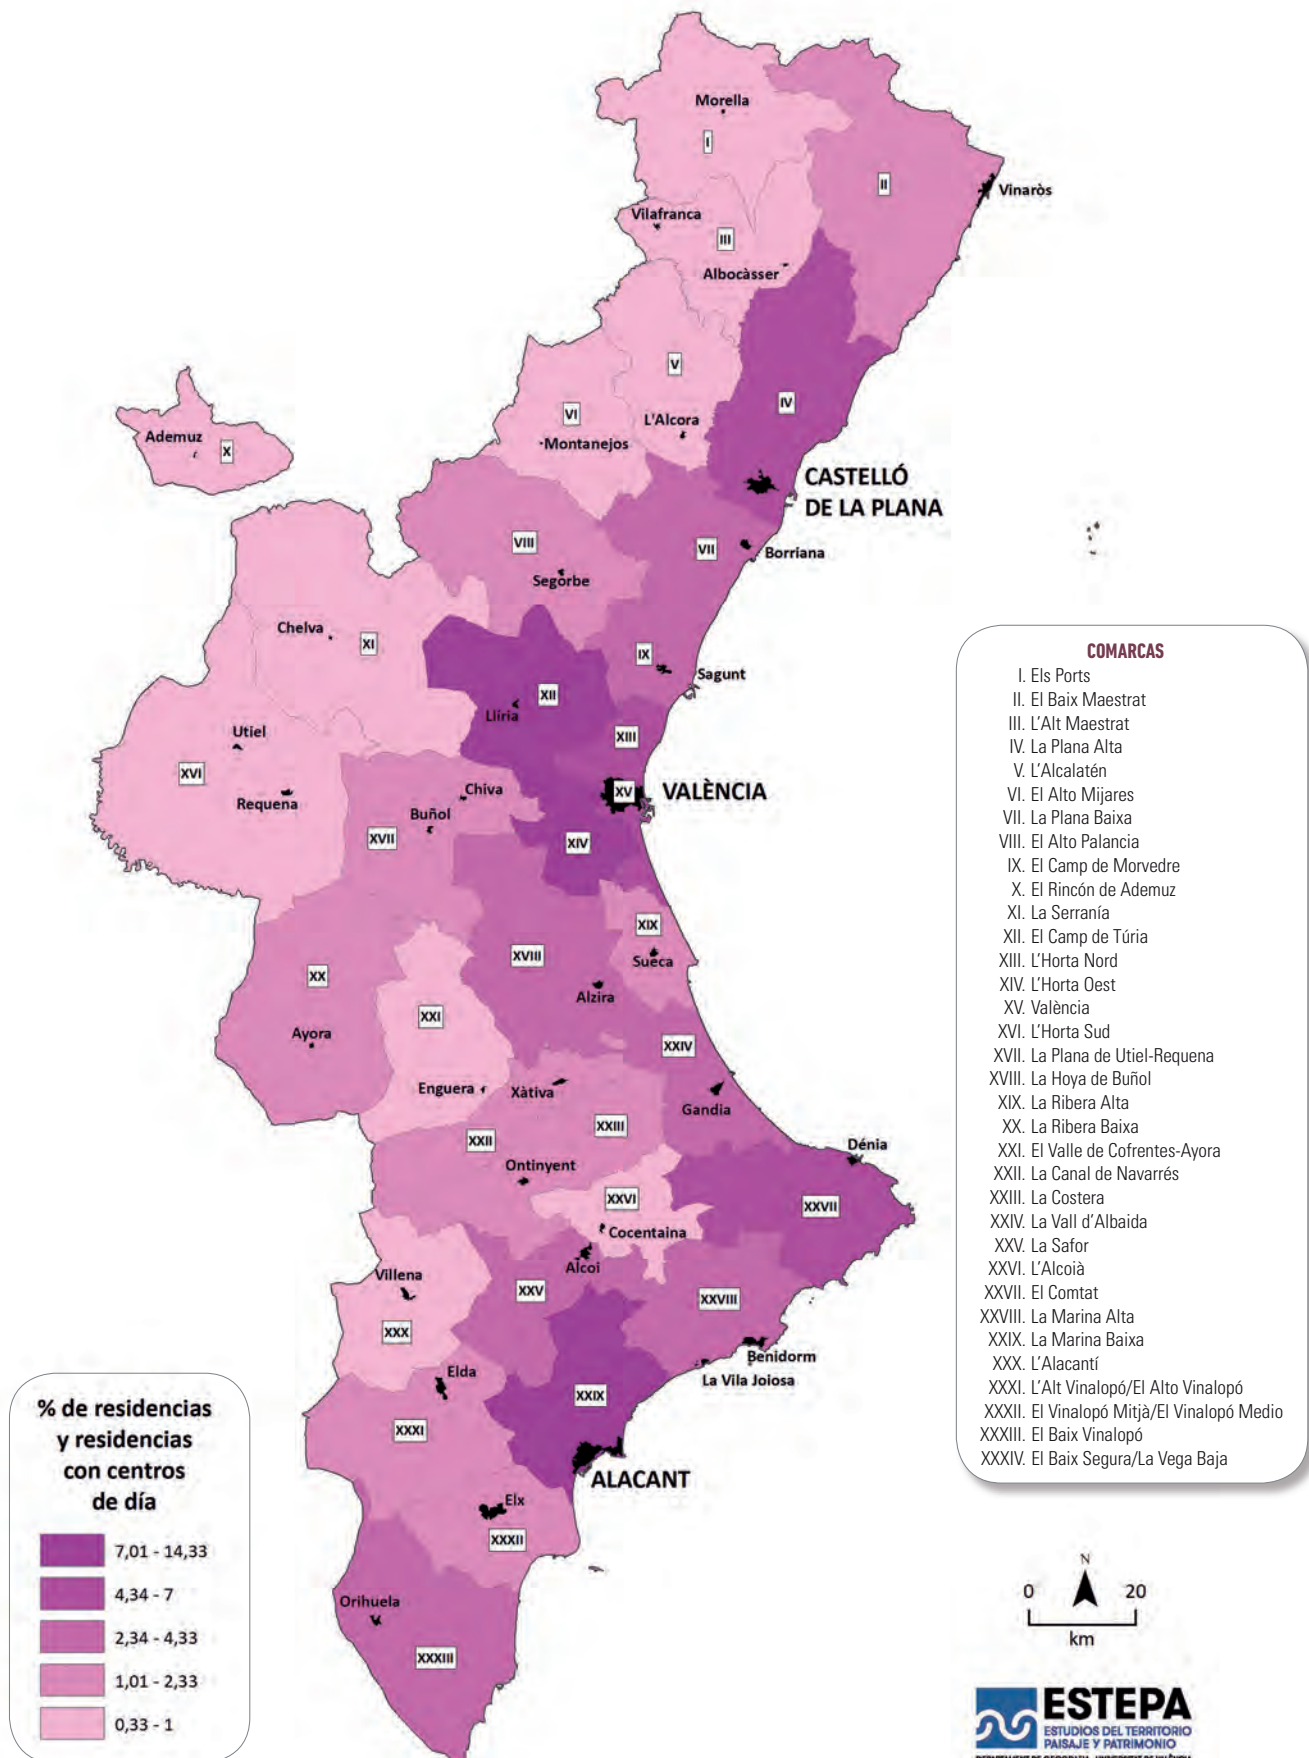 Morella
I
II
Vinaròs
Vilafranca
III
Albocàsser
V
IV
VI
L'Alcora
Montanejos
Ademuz
X
CASTELLÓ
DE LA PLANA
VIII
VII
Borriana
Segorbe
Chelva
XI
IX
Sagunt
XII
Llíria
Utiel
XIII
XVI
Requena
Chiva
XV
VALÈNCIA
Buñol
XVII
XIV
XIX
XVIII
Sueca
XX
Alzira
XXI
Ayora
XXIV
Enguera
Xàtiva
Gandia
XXII
XXIII
Dénia
Ontinyent
XXVI
XXVII
Cocentaina
Alcoi
Villena
XXV
XXVIII
XXX
Benidorm
Elda
La Vila Joiosa
XXIX
XXXI
ALACANT
Elx
XXXII
Orihuela
XXXIII
COMARCAS
I. Els Ports
II. El Baix Maestrat
III. L'Alt Maestrat
IV. La Plana Alta
V. L'Alcalatén
VI. El Alto Mijares
VII. La Plana Baixa
VIII. El Alto Palancia
IX. El Camp de Morvedre
X. El Rincón de Ademuz
XI. La Serranía
XII. El Camp de Túria
XIII. L'Horta Nord
XIV. L'Horta Oest
XV. València
XVI. L'Horta Sud
XVII. La Plana de Utiel-Requena
XVIII. La Hoya de Buñol
XIX. La Ribera Alta
XX. La Ribera Baixa
XXI. El Valle de Cofrentes-Ayora
XXII. La Canal de Navarrés
XXIII. La Costera
XXIV. La Vall d'Albaida
XXV. La Safor
XXVI. L'Alcoià
XXVII. El Comtat
XXVIII. La Marina Alta
XXIX. La Marina Baixa
XXX. L'Alacantí
XXXI. L'Alt Vinalopó/El Alto Vinalopó
XXXII. El Vinalopó Mitjà/El Vinalopó Medio
XXXIII. El Baix Vinalopó
XXXIV. El Baix Segura/La Vega Baja
% de residencias
y residencias
con centros
de día
7,01 - 14,33
4,34 - 7
2,34 - 4,33
1,01 - 2,33
0,33 - 1
N
0 20
km
ESTEPA
ESTUDIOS DEL TERRITORIO
PAISAJE Y PATRIMONIO